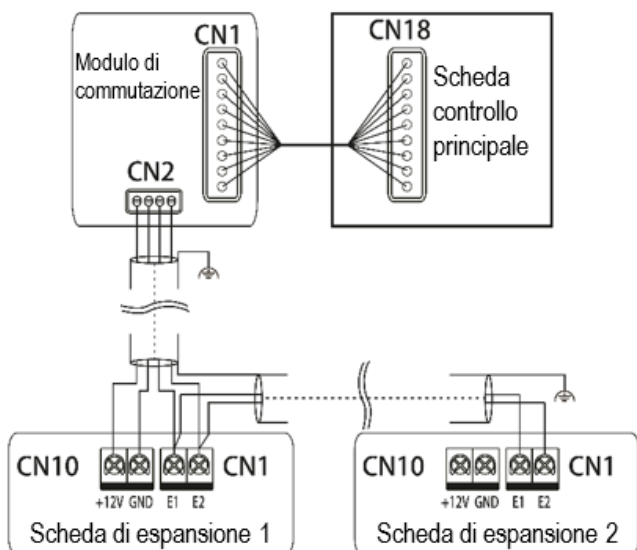 CN1
Modulo di
commutazione
CN2
CN18
Scheda
controllo
principale
CN10
CN1
+12V GND E1 E2
Scheda di espansione 1
CN10
CN1
+12V GND E1 E2
Scheda di espansione 2